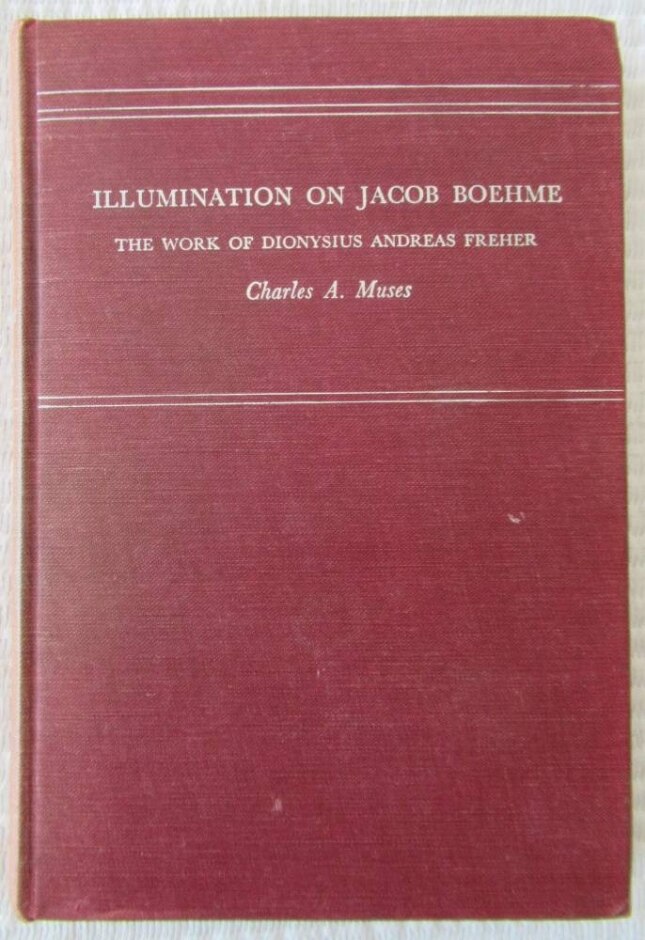 ILLUMINATION ON JACOB BOEHME
THE WORK OF DIONYSIUS ANDREAS FREHER
Charles A. Muses